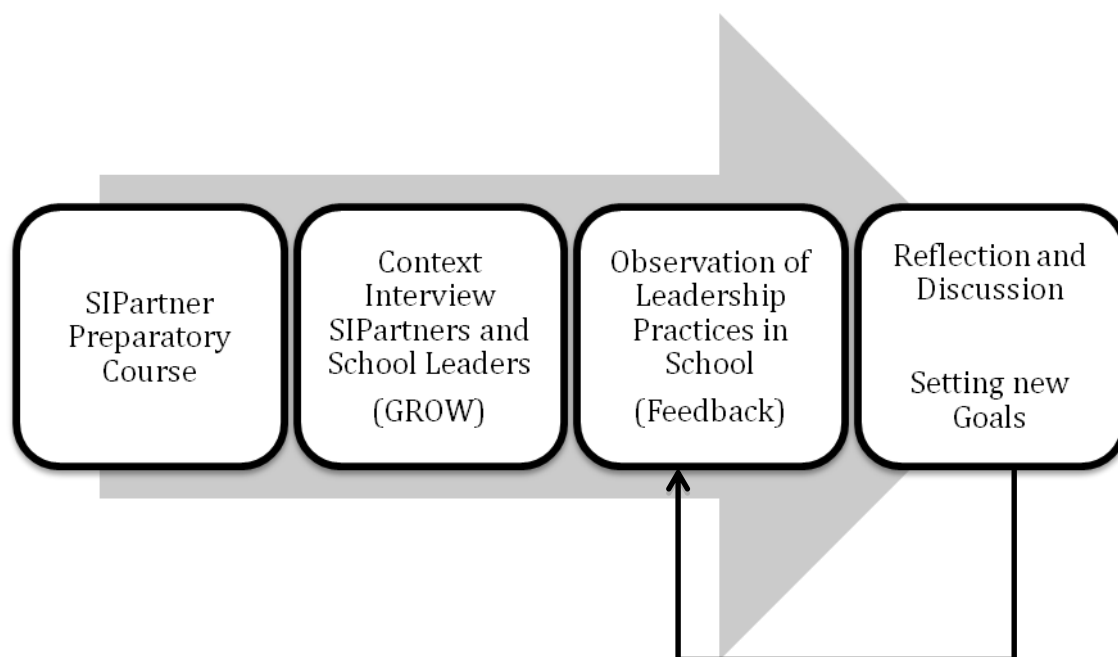 SIPartner
Preparatory
Course
Context
Interview
SIPartners and
School Leaders
(GROW)
Observation of
Leadership
Practices in
School
(Feedback)
Reflection and
Discussion
Setting new
Goals